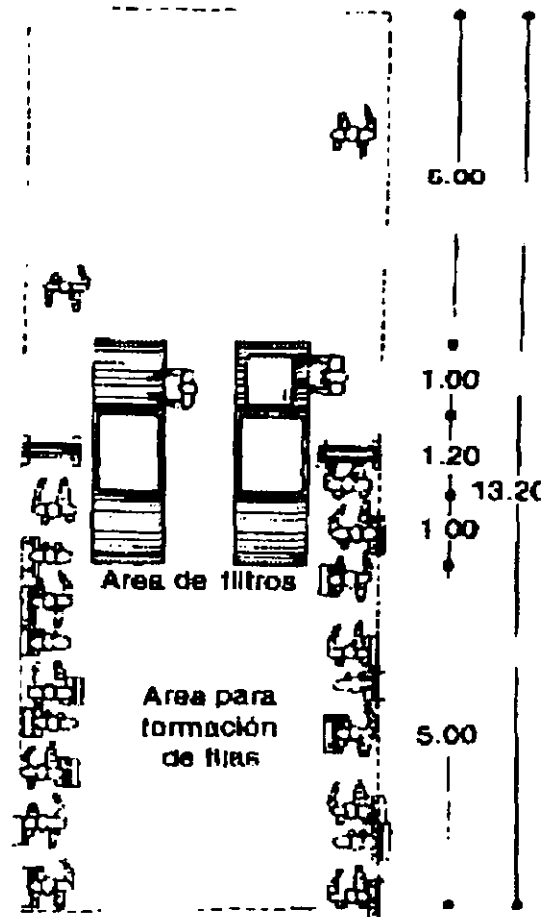 5.00
1.00
1.20
13.20
1.00
Area de filtros
Area para
formación
de filas
5.00